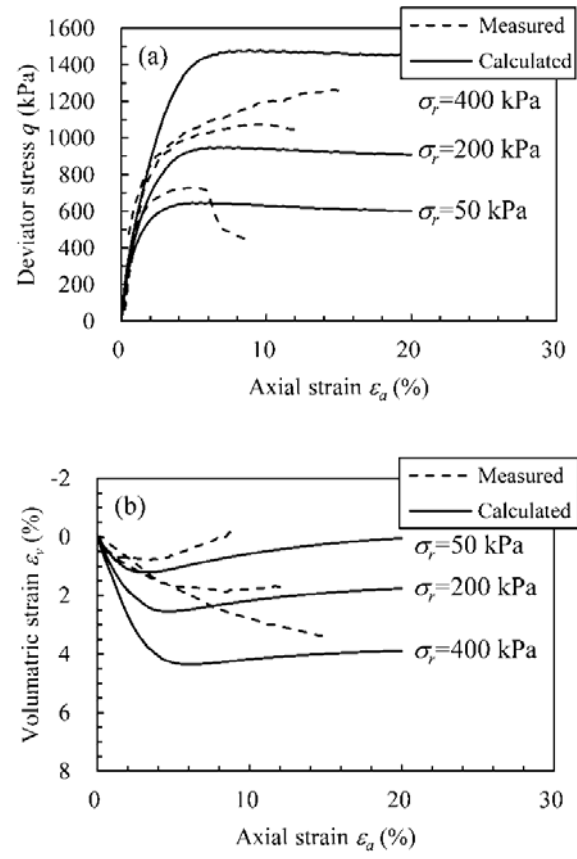 1600
1400
1200
1000
800
600
400
200
0
Deviator stress q (kPa)
(a)
Measured
Calculated
σr=400 kPa
σr=200 kPa
σr=50 kPa
0 10 20 30
Axial strain εa (%)
-2
0
2
4
6
8
Volumatric strain εv (%)
(b)
Measured
Calculated
σr=50 kPa
σr=200 kPa
σr=400 kPa
0 10 20 30
Axial strain εa (%)